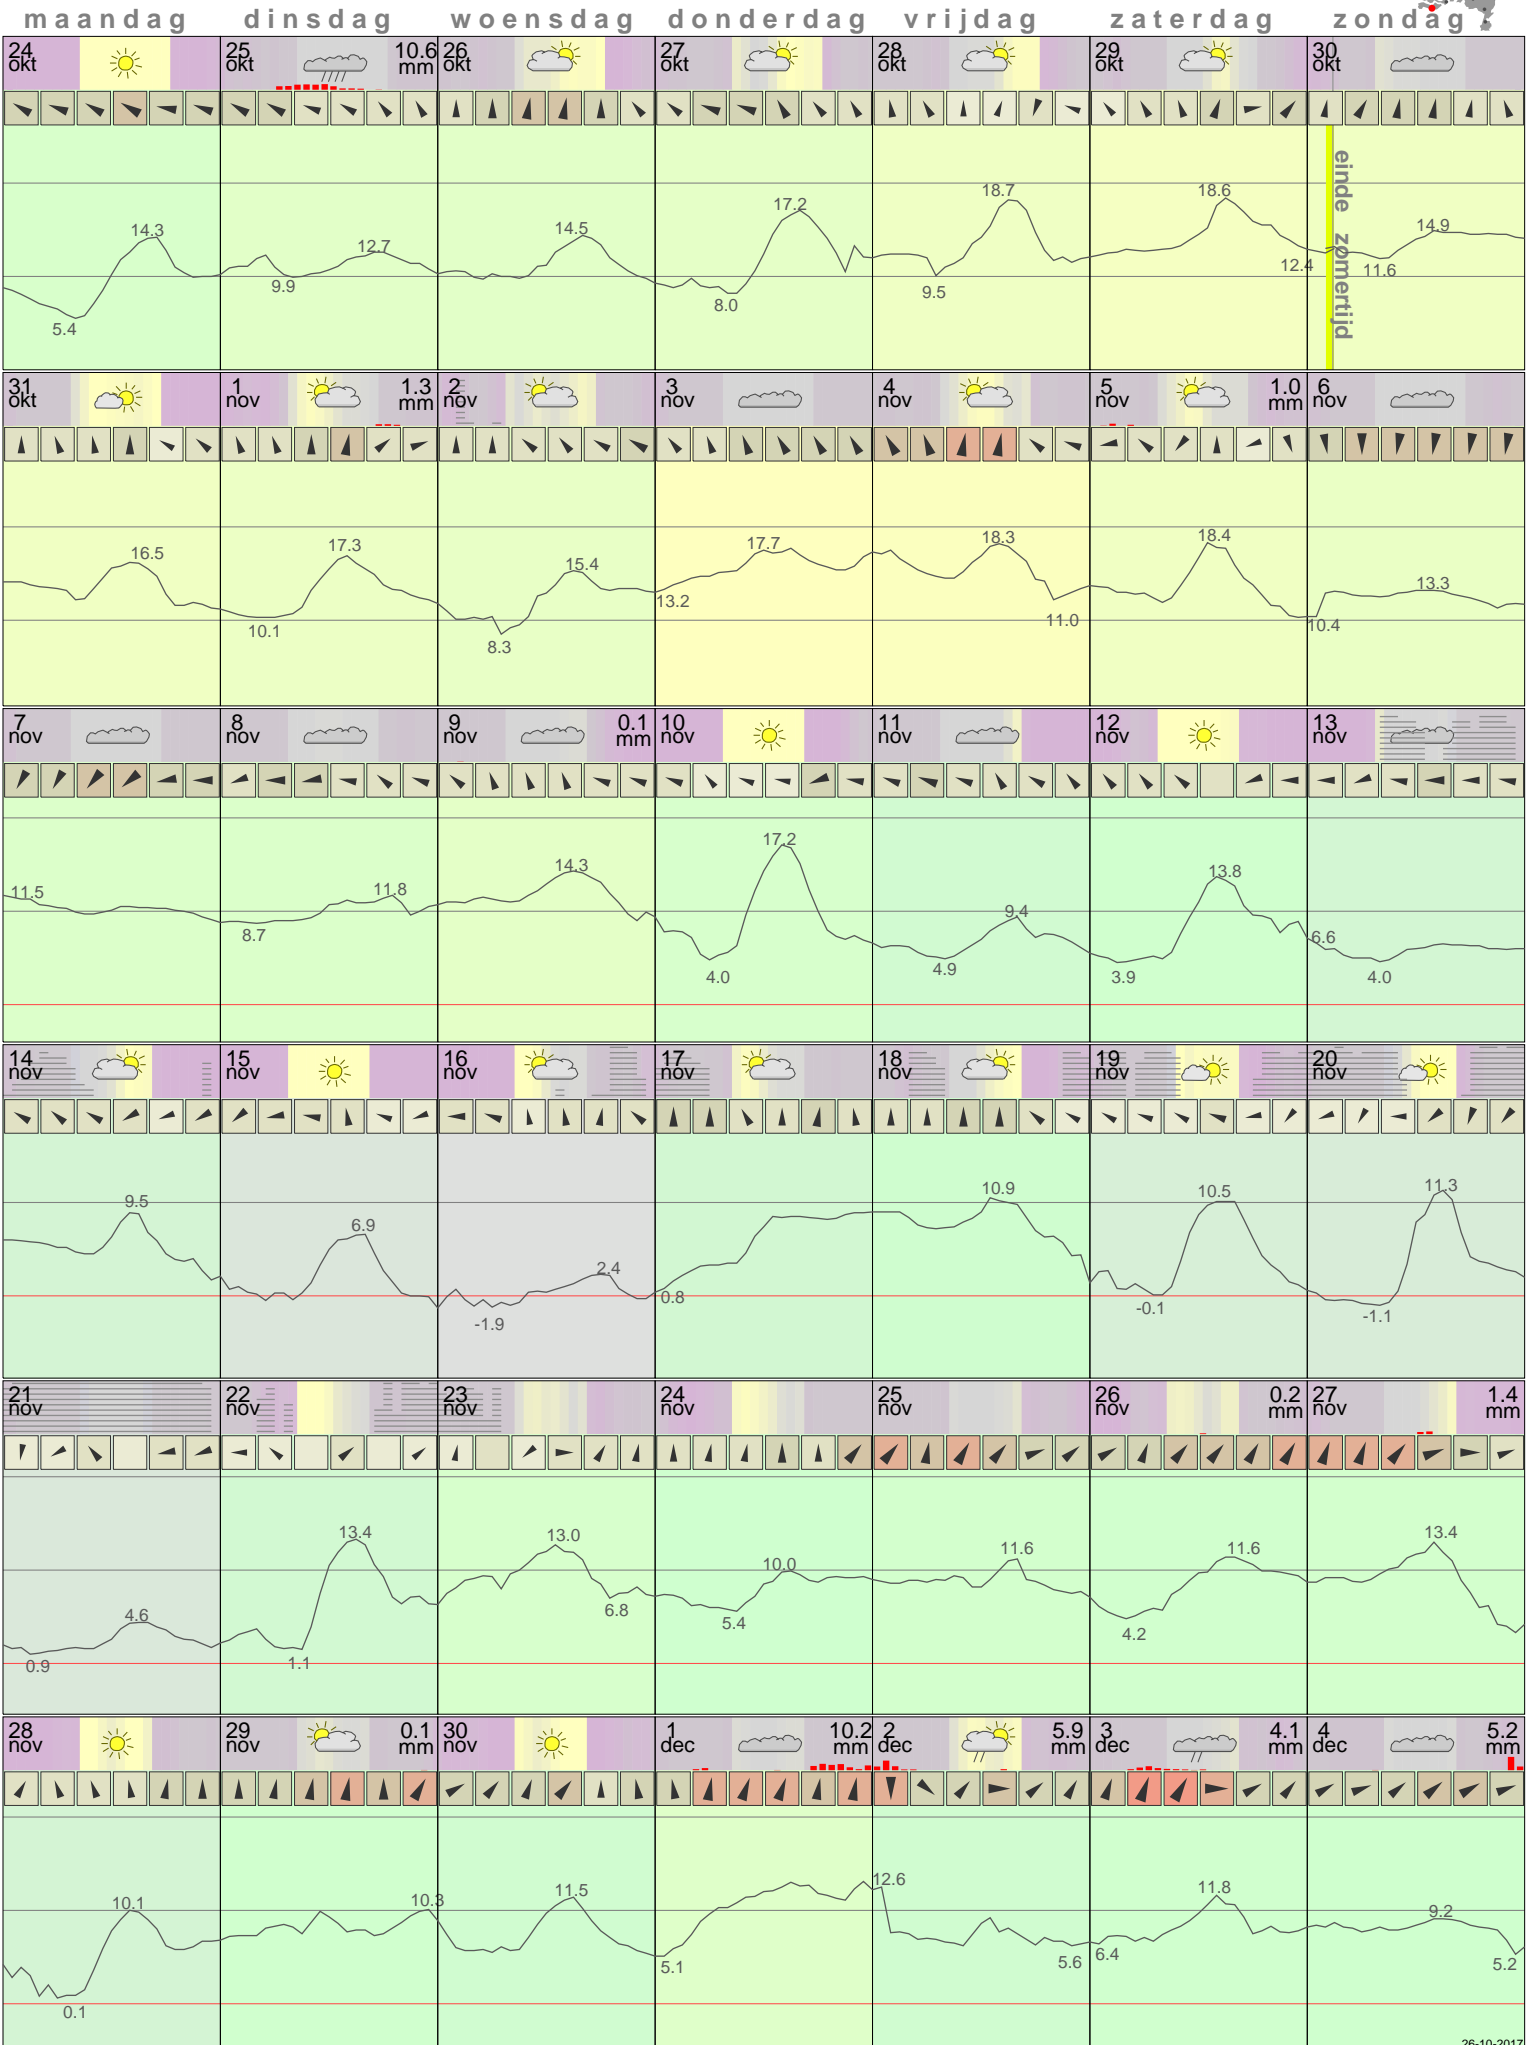 maandag dinsdag woensdag donderdag vrijdag zaterdag zondag
24 okt 25 okt 10.6 mm 26 okt 27 okt 28 okt 29 okt 30 okt
einde zomertijd
14.3 5.4 9.9 12.7 14.5 17.2 8.0 18.7 9.5 18.6 12.4 11.6 14.9
31 okt 1 nov 1.3 mm 2 nov 3 nov 4 nov 5 nov 1.0 mm 6 nov
16.5 10.1 17.3 8.3 15.4 13.2 17.7 18.3 11.0 18.4 10.4 13.3
7 nov 8 nov 9 nov 0.1 mm 10 nov 11 nov 12 nov 13 nov
11.5 8.7 11.8 14.3 4.0 17.2 4.9 9.4 3.9 13.8 6.6 4.0
14 nov 15 nov 16 nov 17 nov 18 nov 19 nov 20 nov
9.5 6.9 -1.9 2.4 0.8 10.9 -0.1 10.5 -1.1 11.3
21 nov 22 nov 23 nov 24 nov 25 nov 26 nov 0.2 mm 27 nov 1.4 mm
0.9 4.6 1.1 13.4 13.0 6.8 5.4 10.0 11.6 4.2 11.6 13.4
28 nov 29 nov 0.1 mm 30 nov 1 dec 10.2 mm 2 dec 5.9 mm 3 dec 4.1 mm 4 dec 5.2 mm
0.1 10.1 10.3 11.5 5.1 12.6 5.6 6.4 11.8 9.2 5.2
26-10-2017